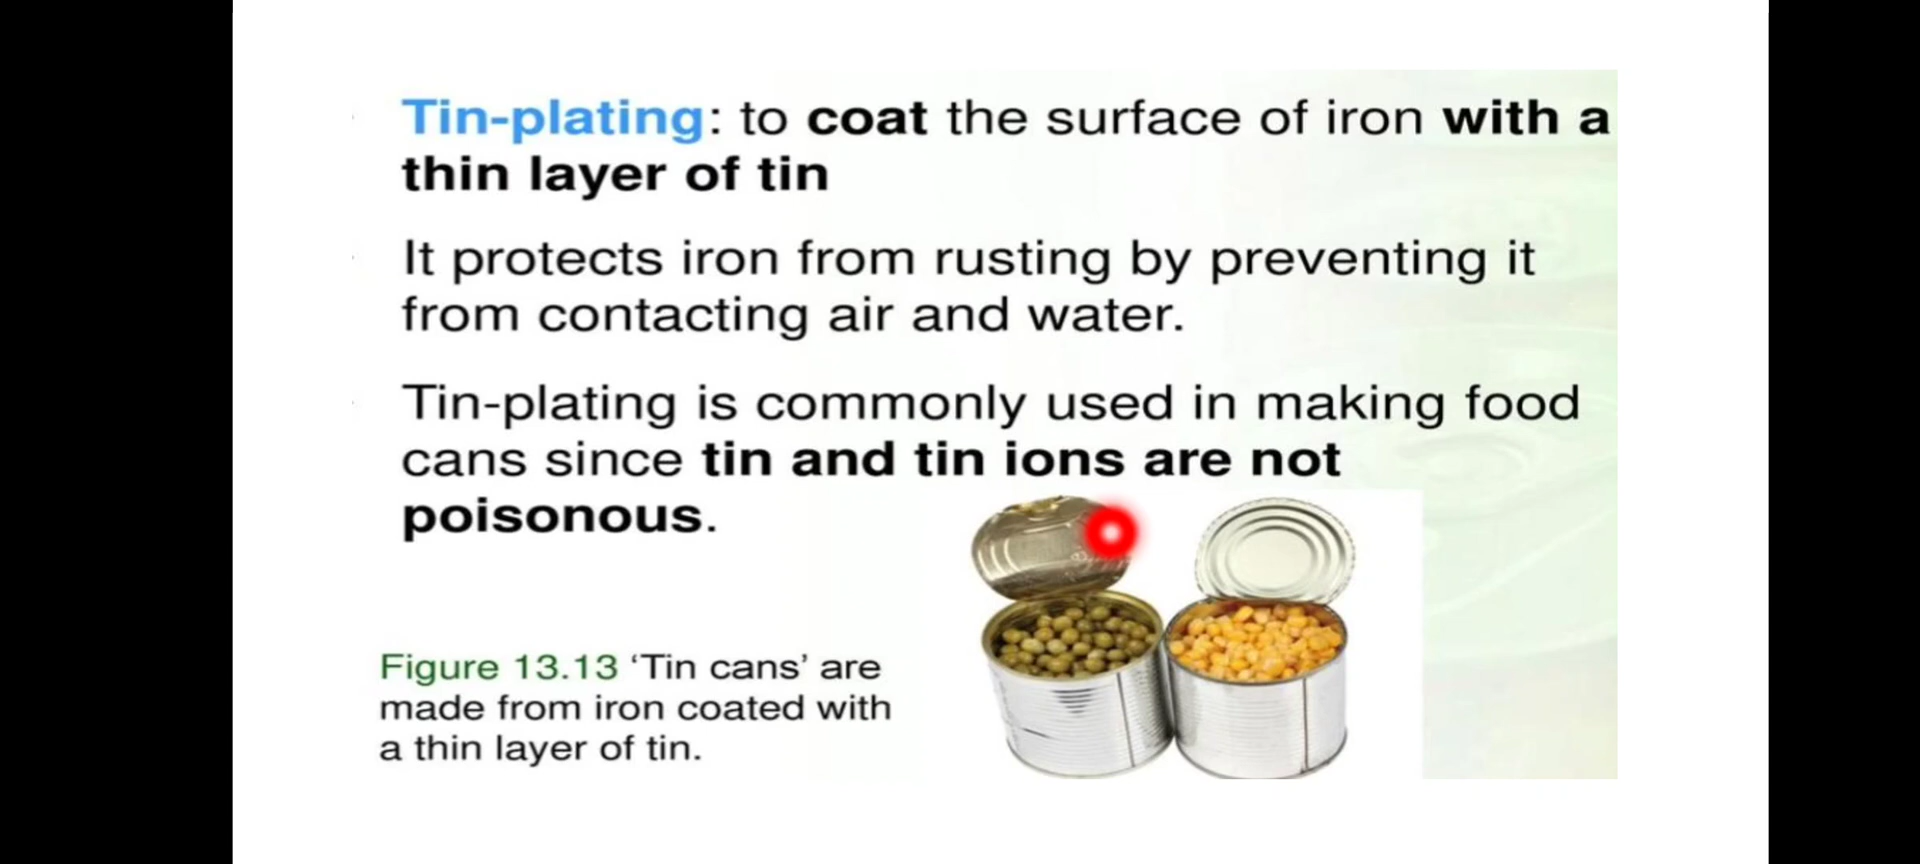 Tin-plating: to coat the surface of iron with a
thin layer of tin
It protects iron from rusting by preventing it
from contacting air and water.
Tin-plating is commonly used in making food
cans since tin and tin ions are not
poisonous.
Figure 13.13 ‘Tin cans’ are
made from iron coated with
a thin layer of tin.